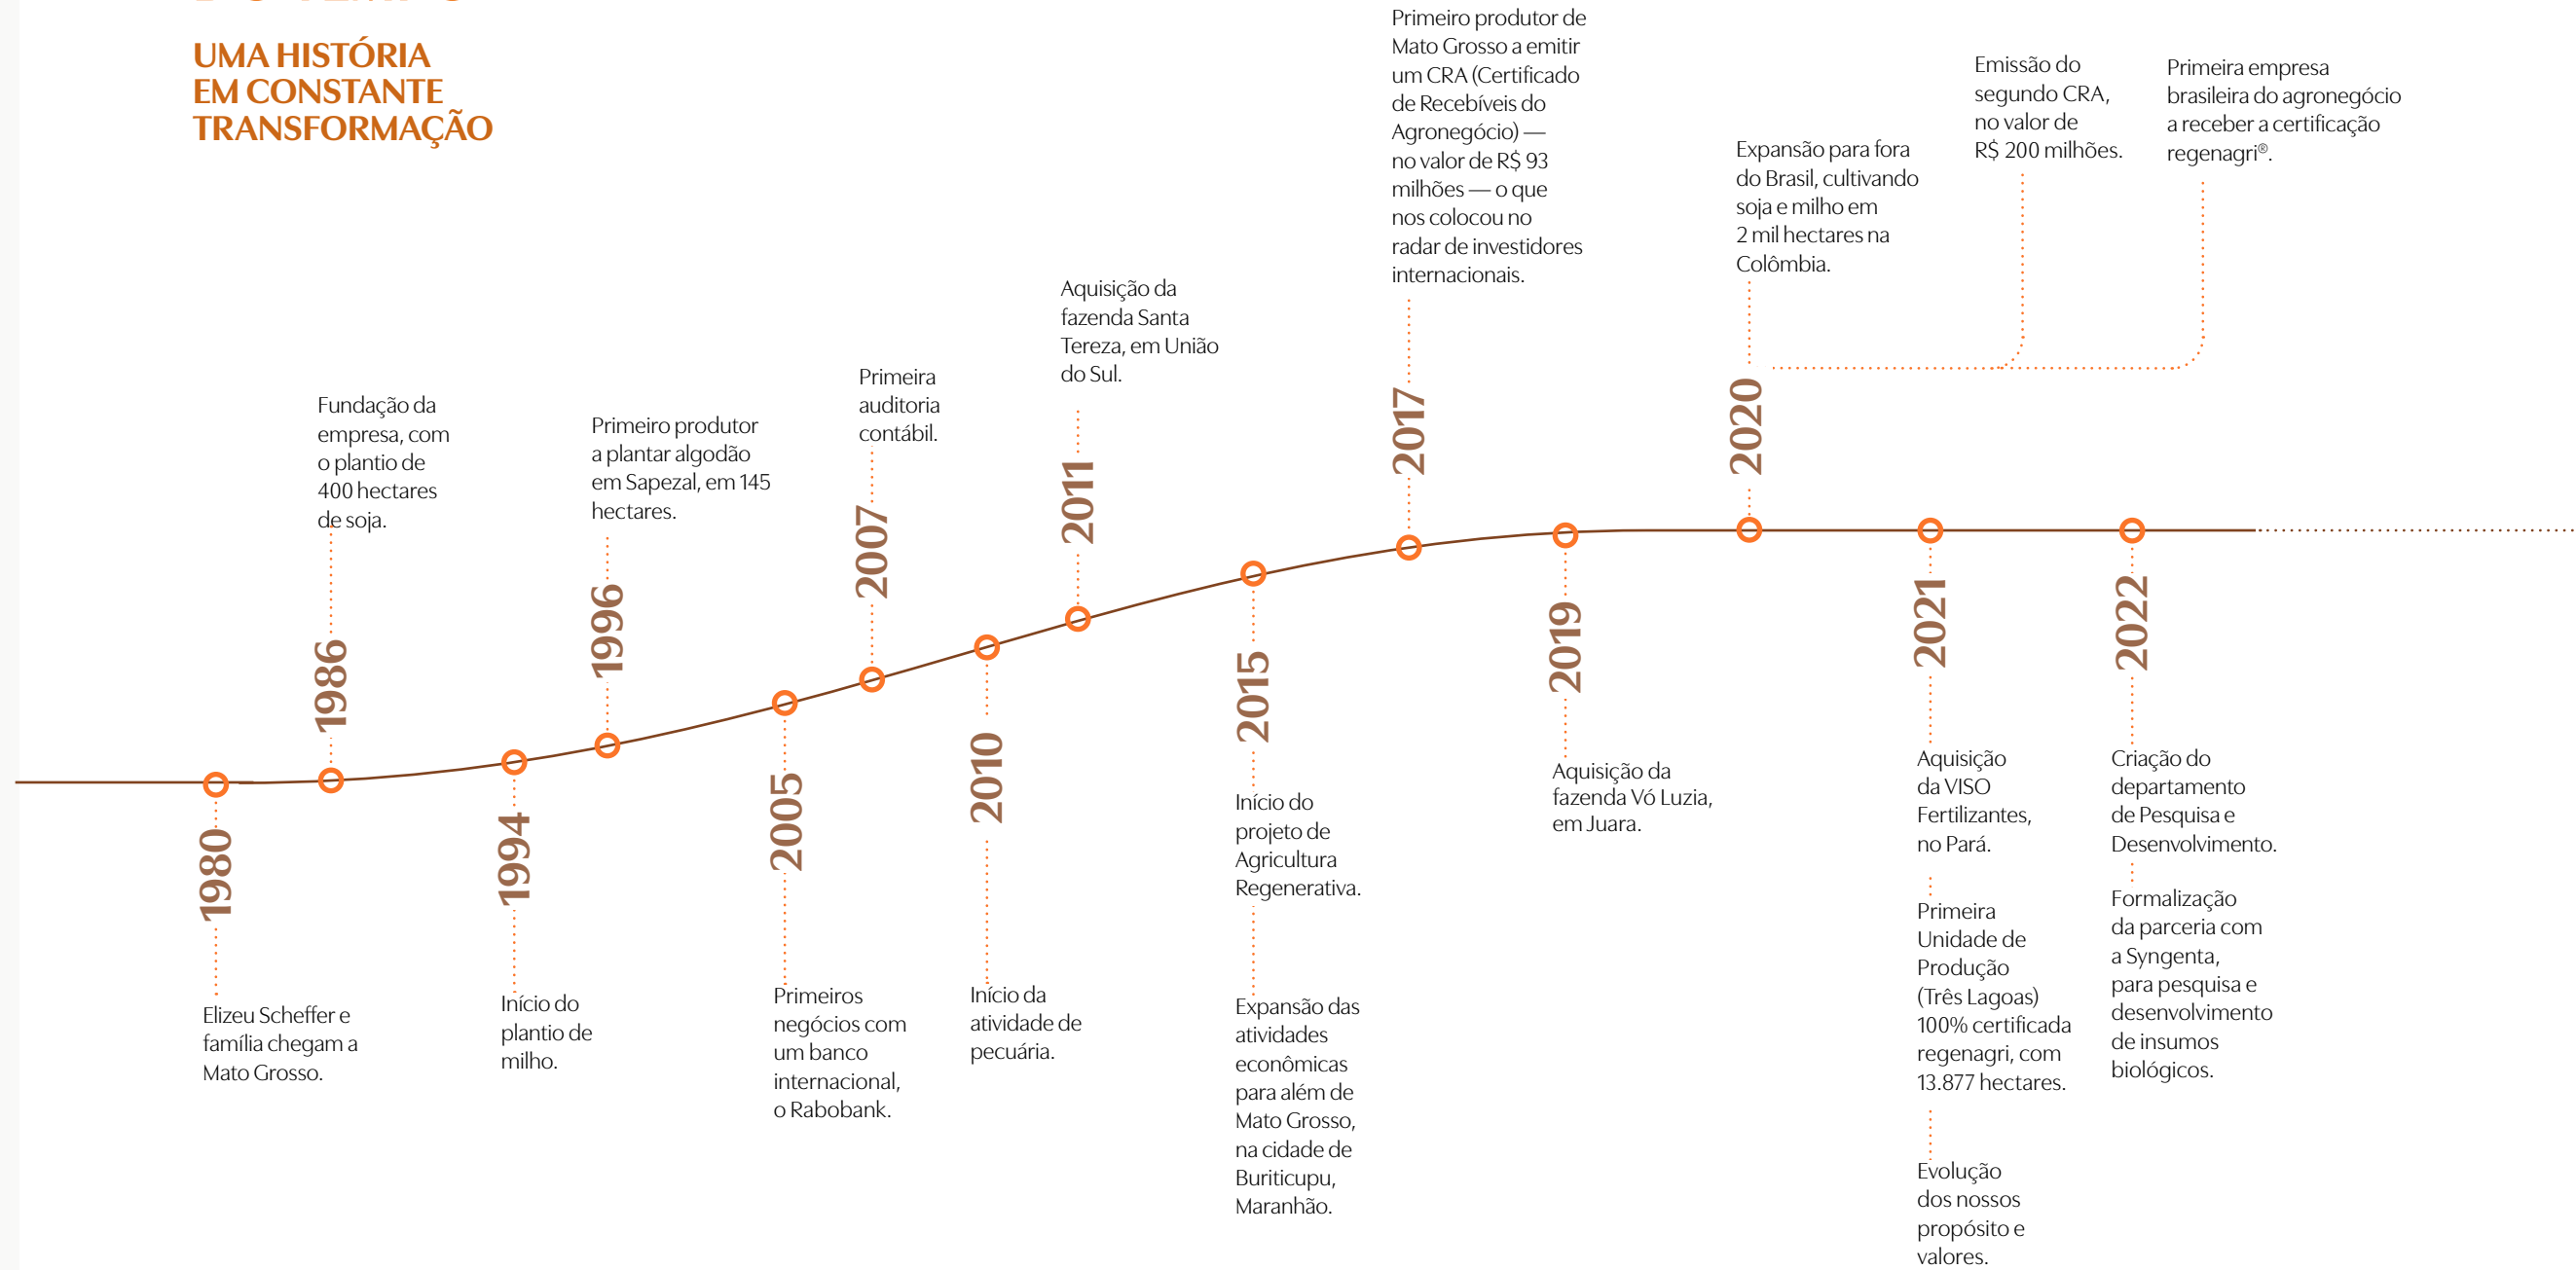 UMA HISTÓRIA
EM CONSTANTE
TRANSFORMAÇÃO
1980
Elizeu Scheffer e
família chegam a
Mato Grosso.
Fundação da
empresa, com
o plantio de
400 hectares
de soja.
1986
1994
Início do
plantio de
milho.
Primeiro produtor
a plantar algodão
em Sapezal, em 145
hectares.
1996
2005
Primeiros
negócios com
um banco
internacional,
o Rabobank.
Primeira
auditoria
contábil.
2007
2010
Início da
atividade de
pecuária.
Aquisição da
fazenda Santa
Tereza, em União
do Sul.
2011
2015
Início do
projeto de
Agricultura
Regenerativa.
Expansão das
atividades
econômicas
para além de
Mato Grosso,
na cidade de
Buriticupu,
Maranhão.
Primeiro produtor de
Mato Grosso a emitir
um CRA (Certificado
de Recebíveis do
Agronegócio) —
no valor de R$ 93
milhões — o que
nos colocou no
radar de investidores
internacionais.
2017
2019
Aquisição da
fazenda Vó Luzia,
em Juara.
Expansão para fora
do Brasil, cultivando
soja e milho em
2 mil hectares na
Colômbia.
2020
Emissão do
segundo CRA,
no valor de
R$ 200 milhões.
Primeira empresa
brasileira do agronegócio
a receber a certificação
regenagri®.
2021
Aquisição
da VISO
Fertilizantes,
no Pará.
Primeira
Unidade de
Produção
(Três Lagoas)
100% certificada
regenagri, com
13.877 hectares.
Evolução
dos nossos
propósito e
valores.
2022
Criação do
departamento
de Pesquisa e
Desenvolvimento.
Formalização
da parceria com
a Syngenta,
para pesquisa e
desenvolvimento
de insumos
biológicos.